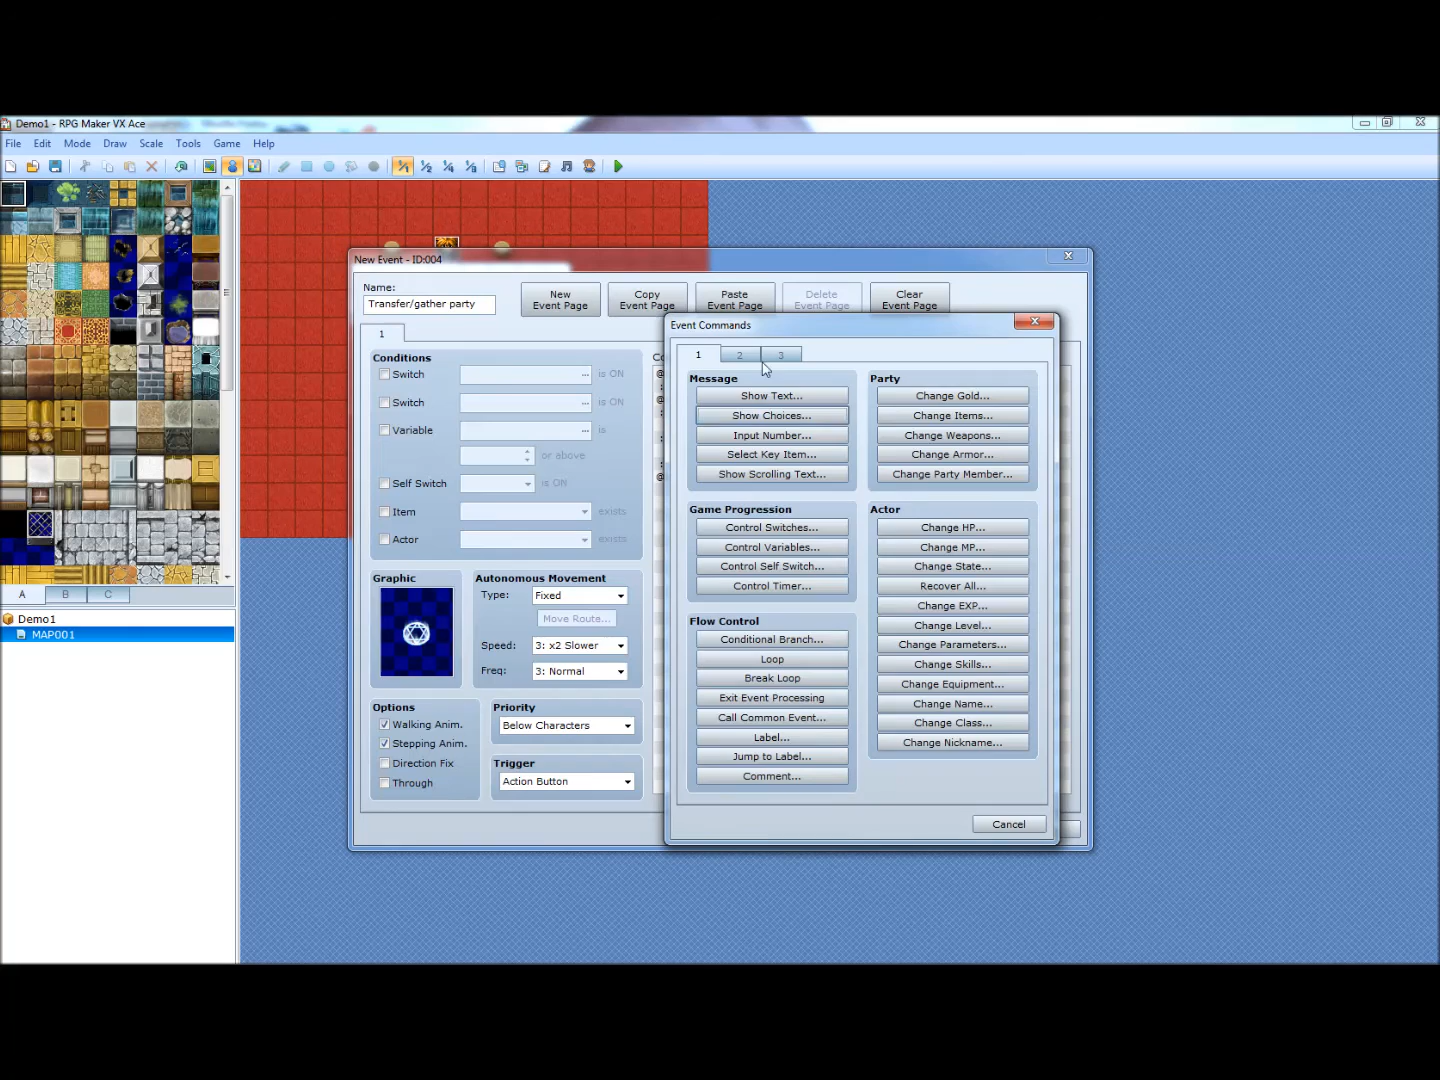 Demo1 - RPG Maker VX Ace
File Edit Mode Draw Area Scale Tools Game Help
New Event - ID:004
Name:
Transfer/gather party
New Event Page
Copy Event Page
Paste Event Page
Delete Event Page
Clear Event Page
1
Conditions
Switch ... is ON
Switch ... is ON
Variable ... is
or above
Self Switch is ON
Item exists
Actor exists
Graphic
Autonomous Movement
Type: Fixed
Move Route...
Speed: 3: x2 Slower
Freq: 3: Normal
Options
Walking Anim.
Stepping Anim.
Direction Fix
Through
Priority
Below Characters
Trigger
Action Button
Event Commands
1 2 3
Message
Show Text...
Show Choices...
Input Number...
Select Key Item...
Show Scrolling Text...
Game Progression
Control Switches...
Control Variables...
Control Self Switch...
Control Timer...
Flow Control
Conditional Branch...
Loop
Break Loop
Exit Event Processing
Call Common Event...
Label...
Jump to Label...
Comment...
Party
Change Gold...
Change Items...
Change Weapons...
Change Armor...
Change Party Member...
Actor
Change HP...
Change MP...
Change State...
Recover All...
Change EXP...
Change Level...
Change Parameters...
Change Skills...
Change Equipment...
Change Name...
Change Class...
Change Nickname...
Cancel
A B C
Demo1
MAP001